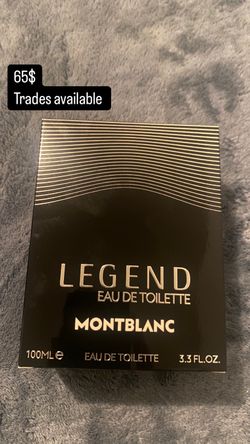 65$
Trades available
LEGEND
EAU DE TOILETTE
MONTBLANC
100ML e EAU DE TOILETTE 3.3 FL.OZ.